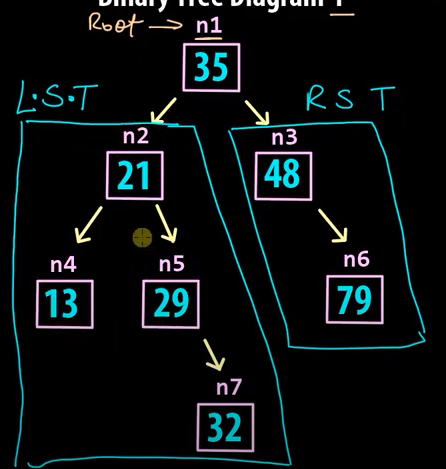 Binary Tree Diagram 1
Root → n1
35
L.S.T
R S T
n2
n3
21
48
n4
n5
n6
13
29
79
n7
32